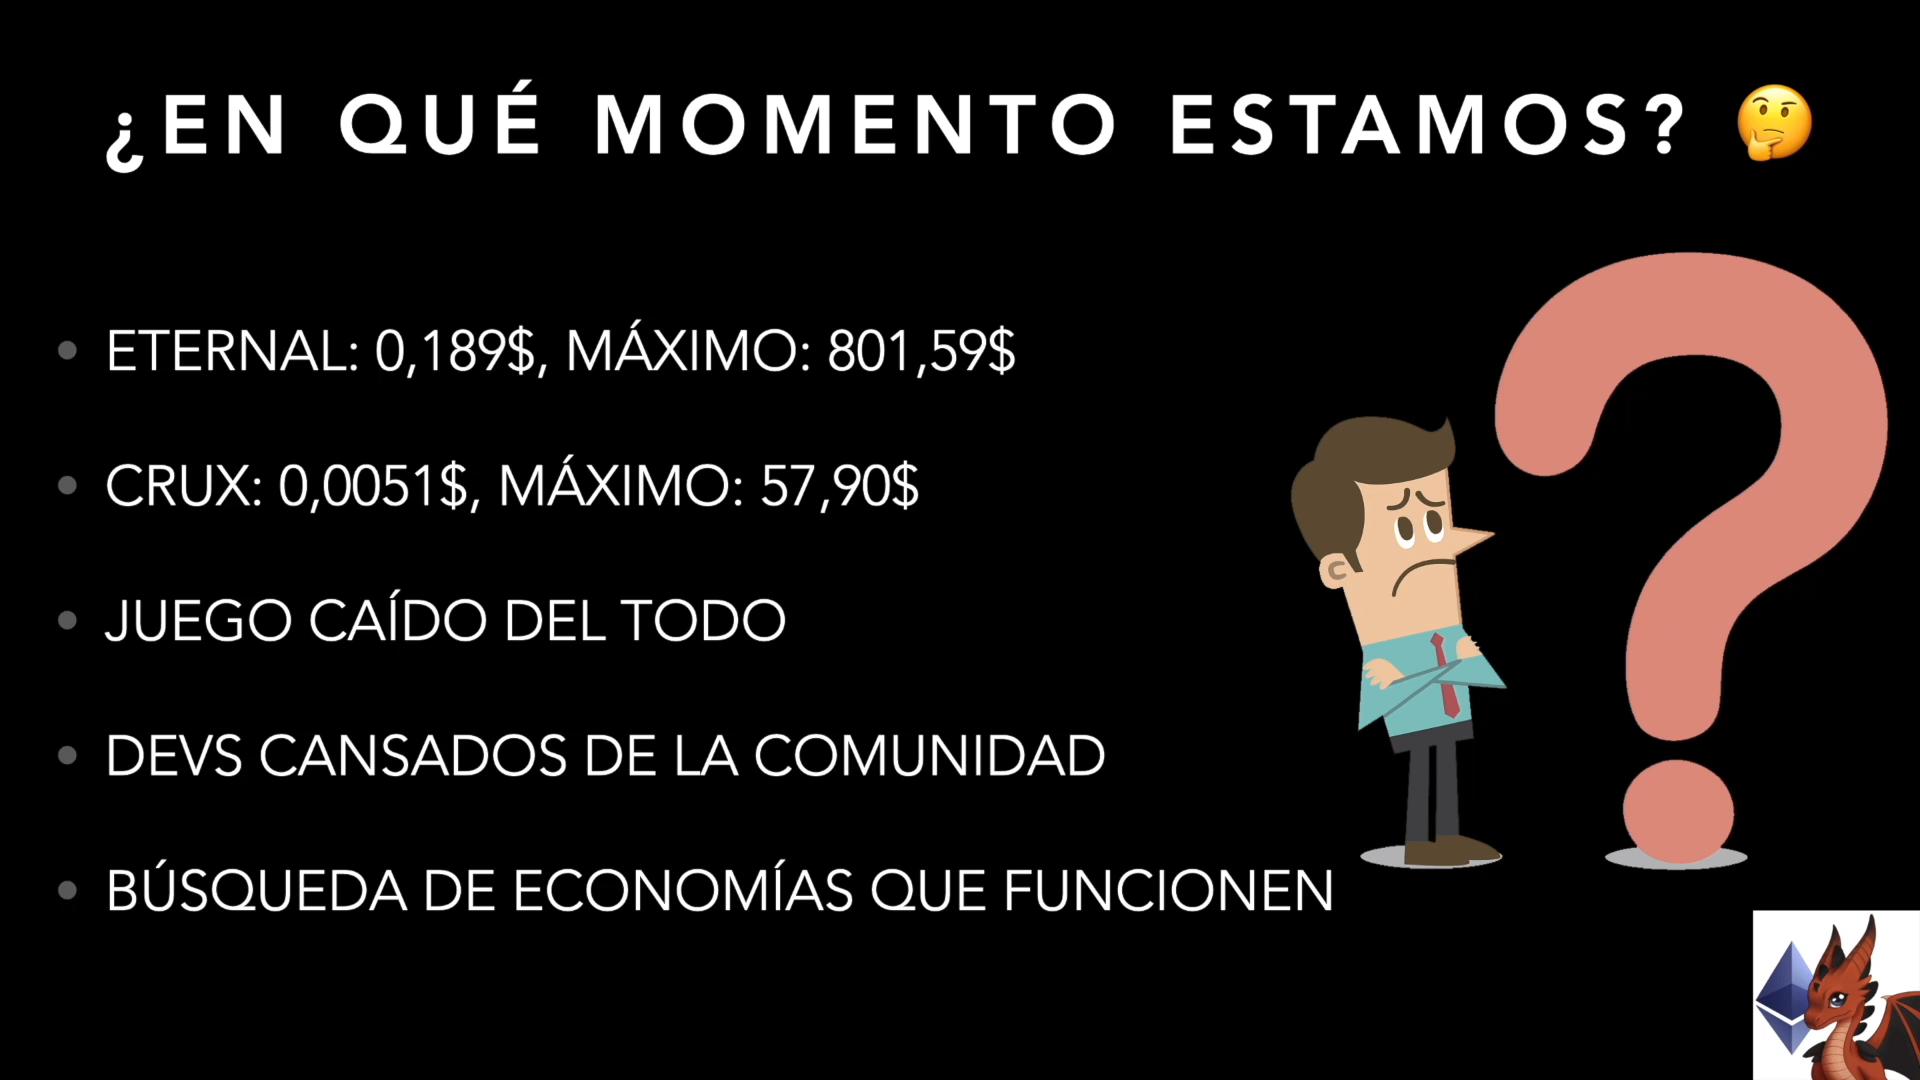 ¿EN QUÉ MOMENTO ESTAMOS? 🤔
• ETERNAL: 0,189$, MÁXIMO: 801,59$
• CRUX: 0,0051$, MÁXIMO: 57,90$
• JUEGO CAÍDO DEL TODO
• DEVS CANSADOS DE LA COMUNIDAD
• BÚSQUEDA DE ECONOMÍAS QUE FUNCIONEN